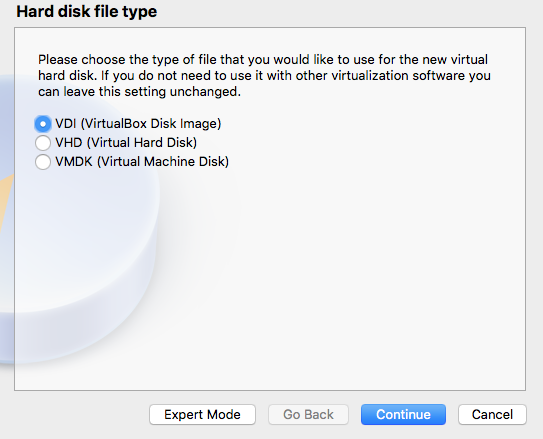 Hard disk file type
Please choose the type of file that you would like to use for the new virtual
hard disk. If you do not need to use it with other virtualization software you
can leave this setting unchanged.
VDI (VirtualBox Disk Image)
VHD (Virtual Hard Disk)
VMDK (Virtual Machine Disk)
Expert Mode Go Back Continue Cancel